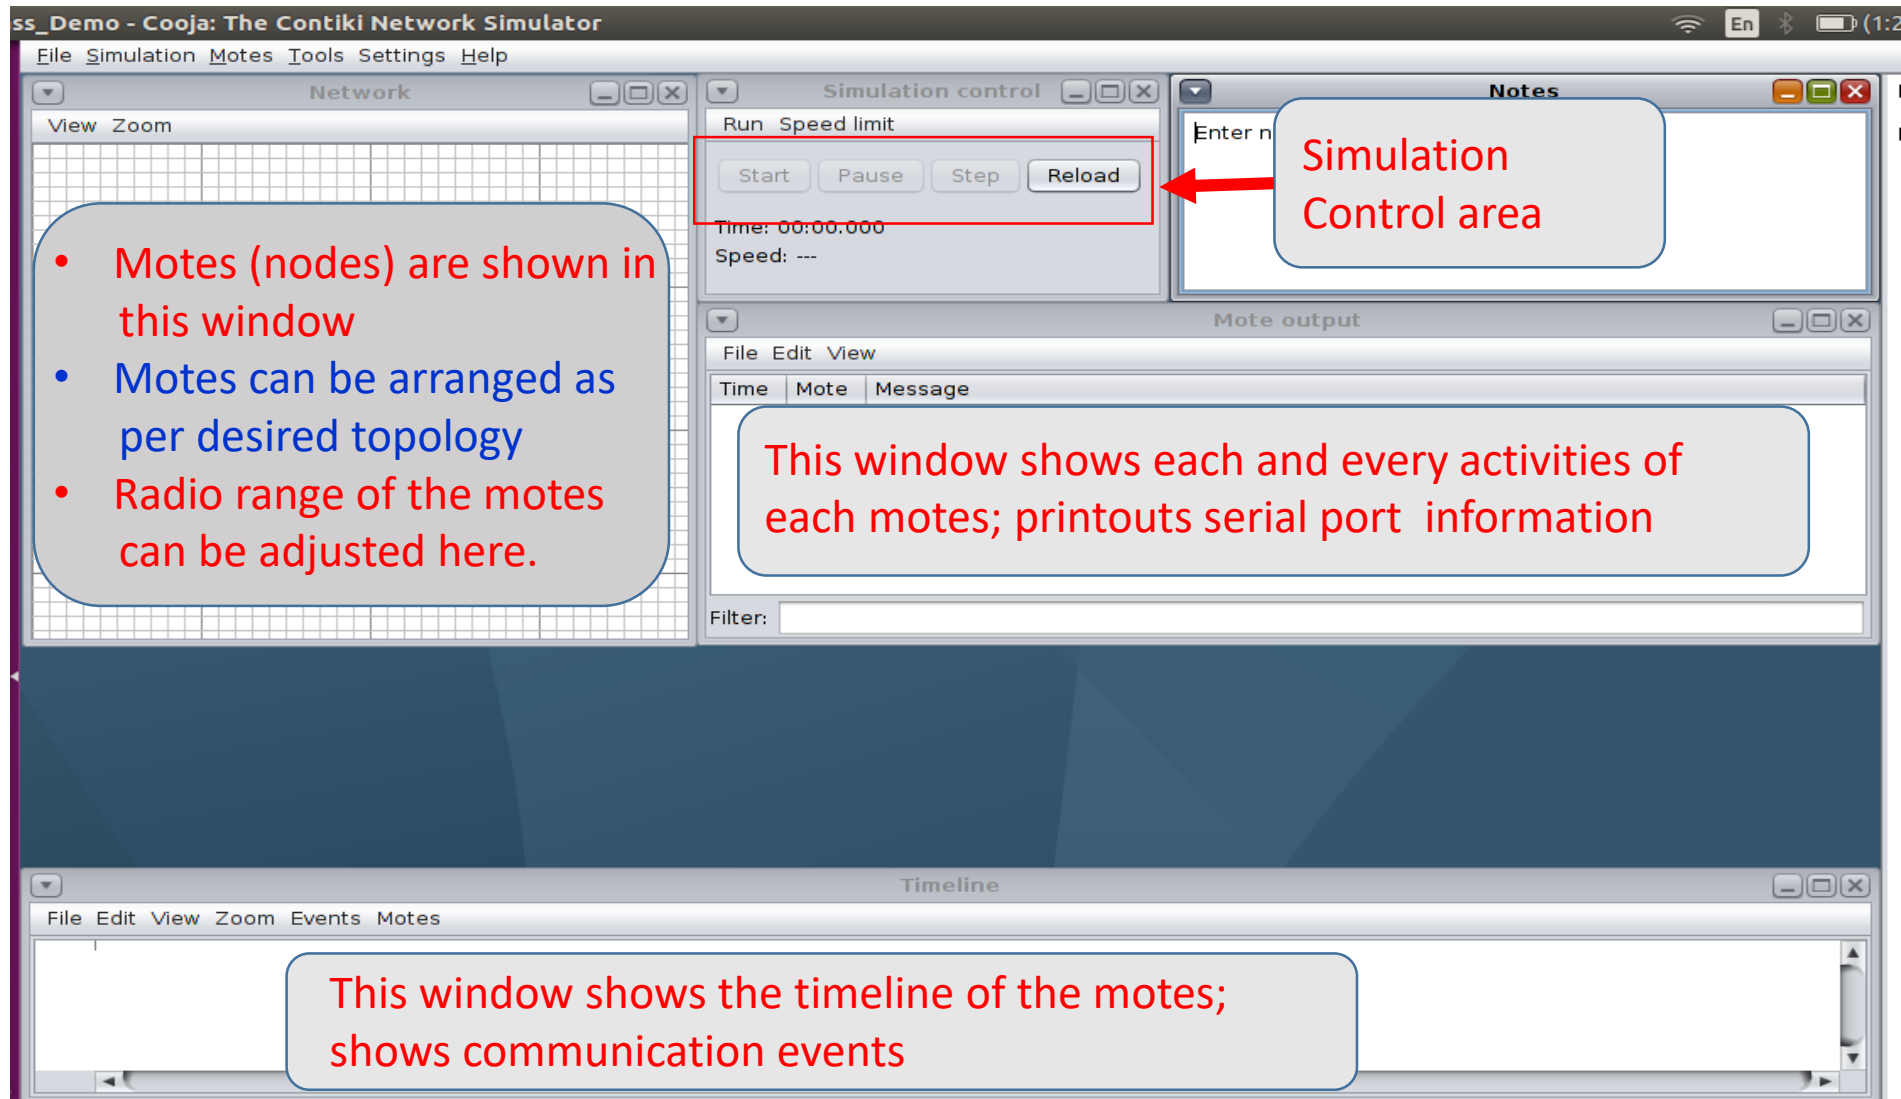 ss_Demo - Cooja: The Contiki Network Simulator
En
(1:2
File Simulation Motes Tools Settings Help
Network
View Zoom
• Motes (nodes) are shown in
this window
• Motes can be arranged as
per desired topology
• Radio range of the motes
can be adjusted here.
Simulation control
Run Speed limit
Start Pause Step Reload
Time: 00:00.000
Speed: ---
Notes
Enter n
Simulation
Control area
Mote output
File Edit View
Time Mote Message
This window shows each and every activities of
each motes; printouts serial port information
Filter:
Timeline
File Edit View Zoom Events Motes
This window shows the timeline of the motes;
shows communication events